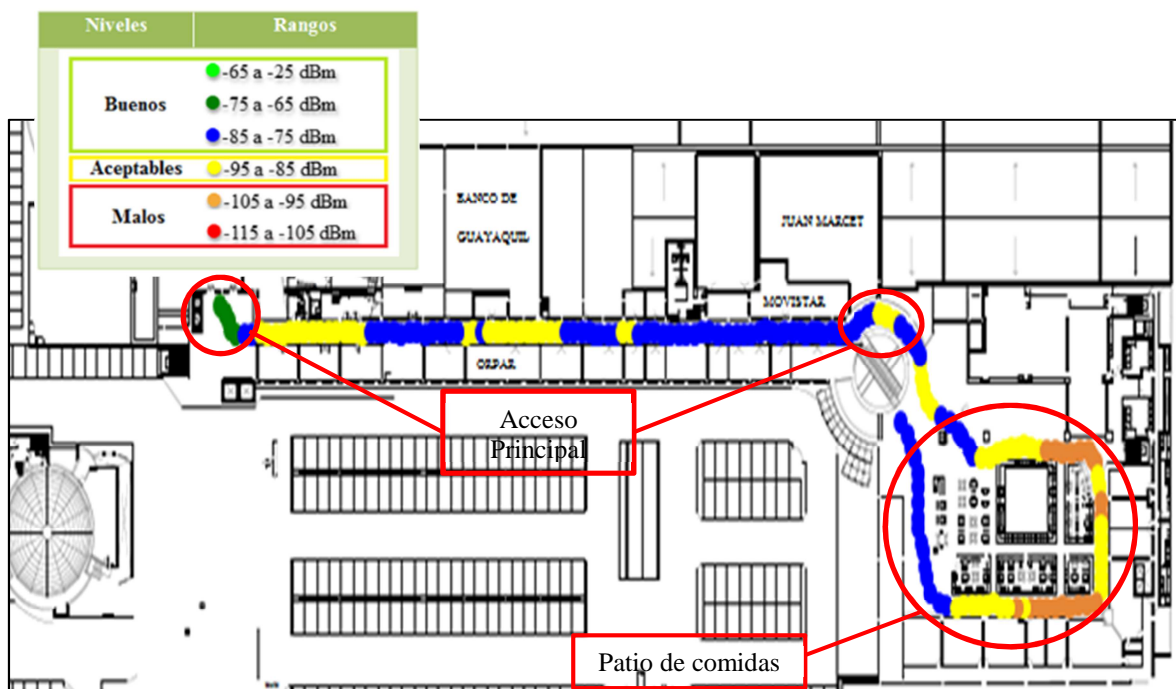 Niveles Rangos
-65 a -25 dBm
Buenos -75 a -65 dBm
-85 a -75 dBm
Aceptables -95 a -85 dBm
Malos -105 a -95 dBm
-115 a -105 dBm
BANCO DE
GUAYAQUIL
JUAN MARCET
MOVISTAR
Acceso
Principal
Patio de comidas